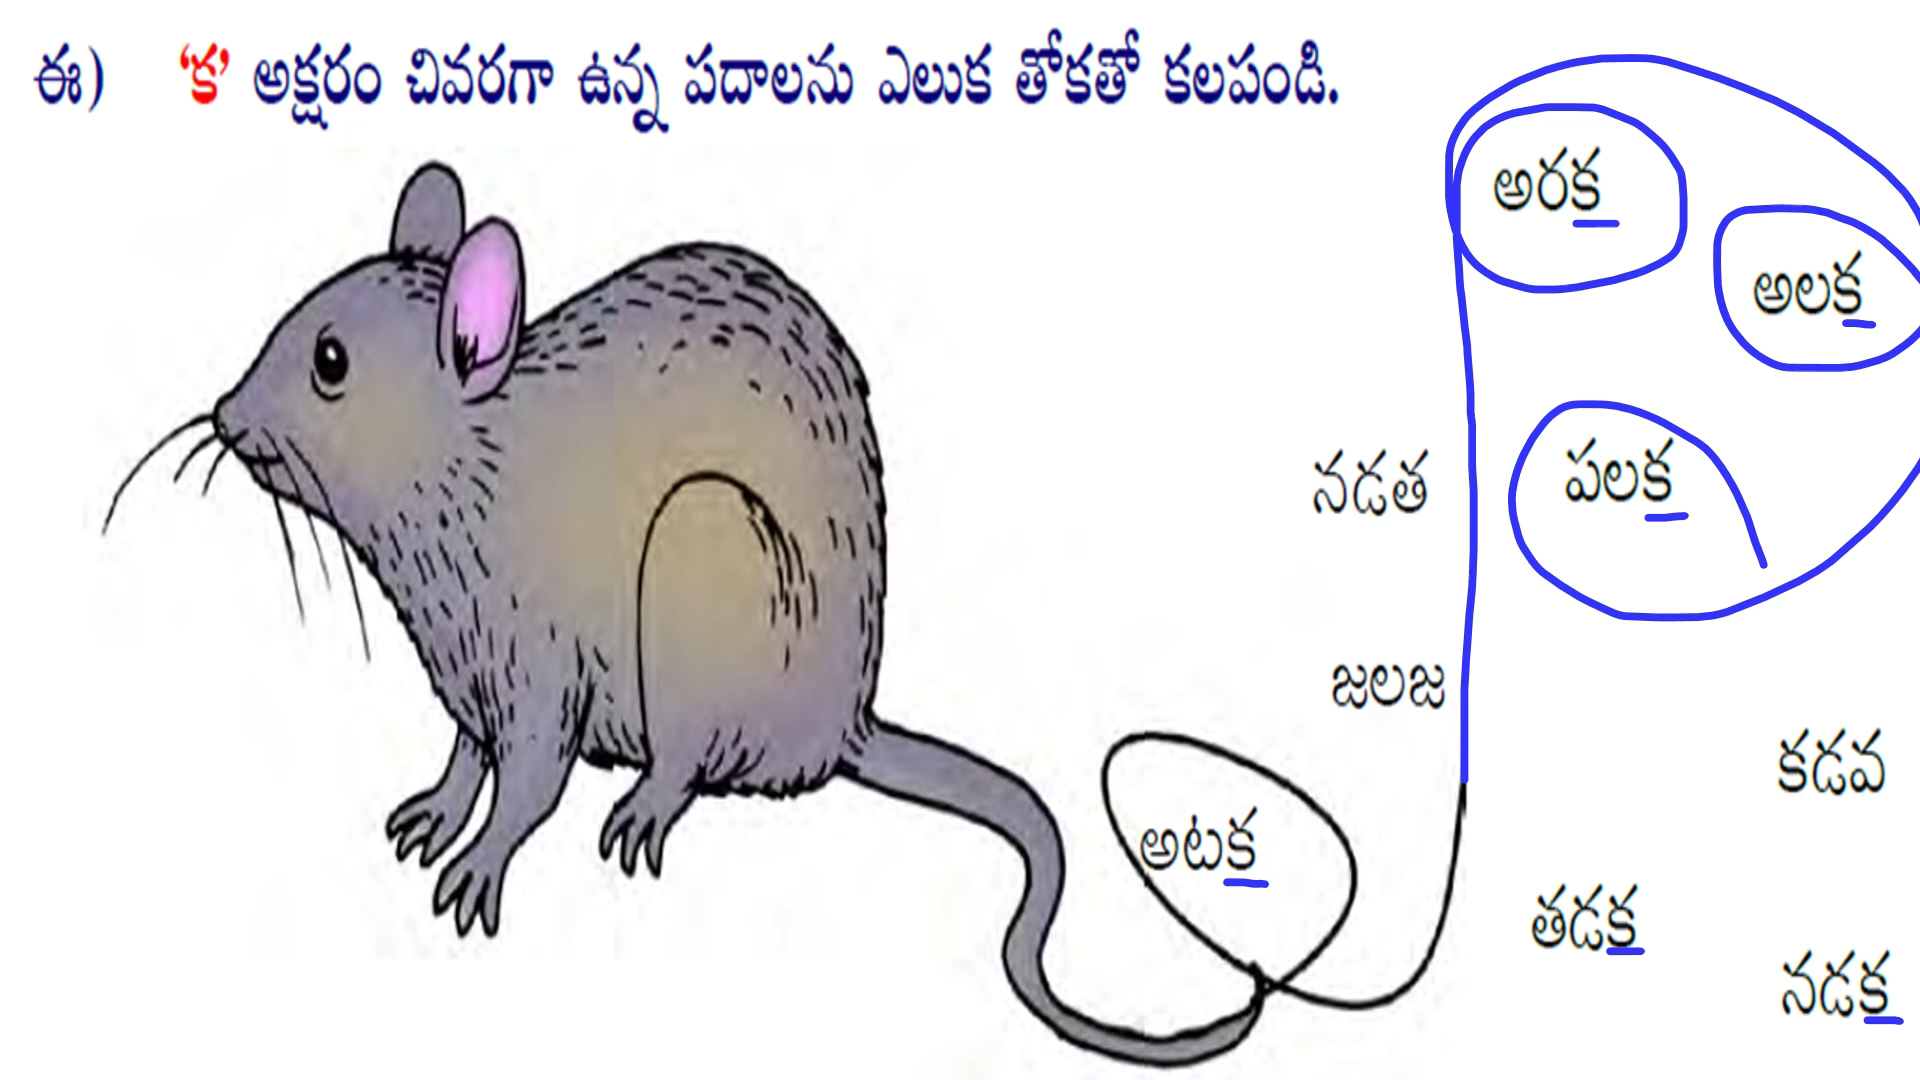 ఈ) ‘క’ అక్షరం చివరగా ఉన్న పదాలను ఎలుక తోకతో కలపండి.
అరక
అలక
పలక
నడత
జలజ
కడవ
అటక
తడక
నడక